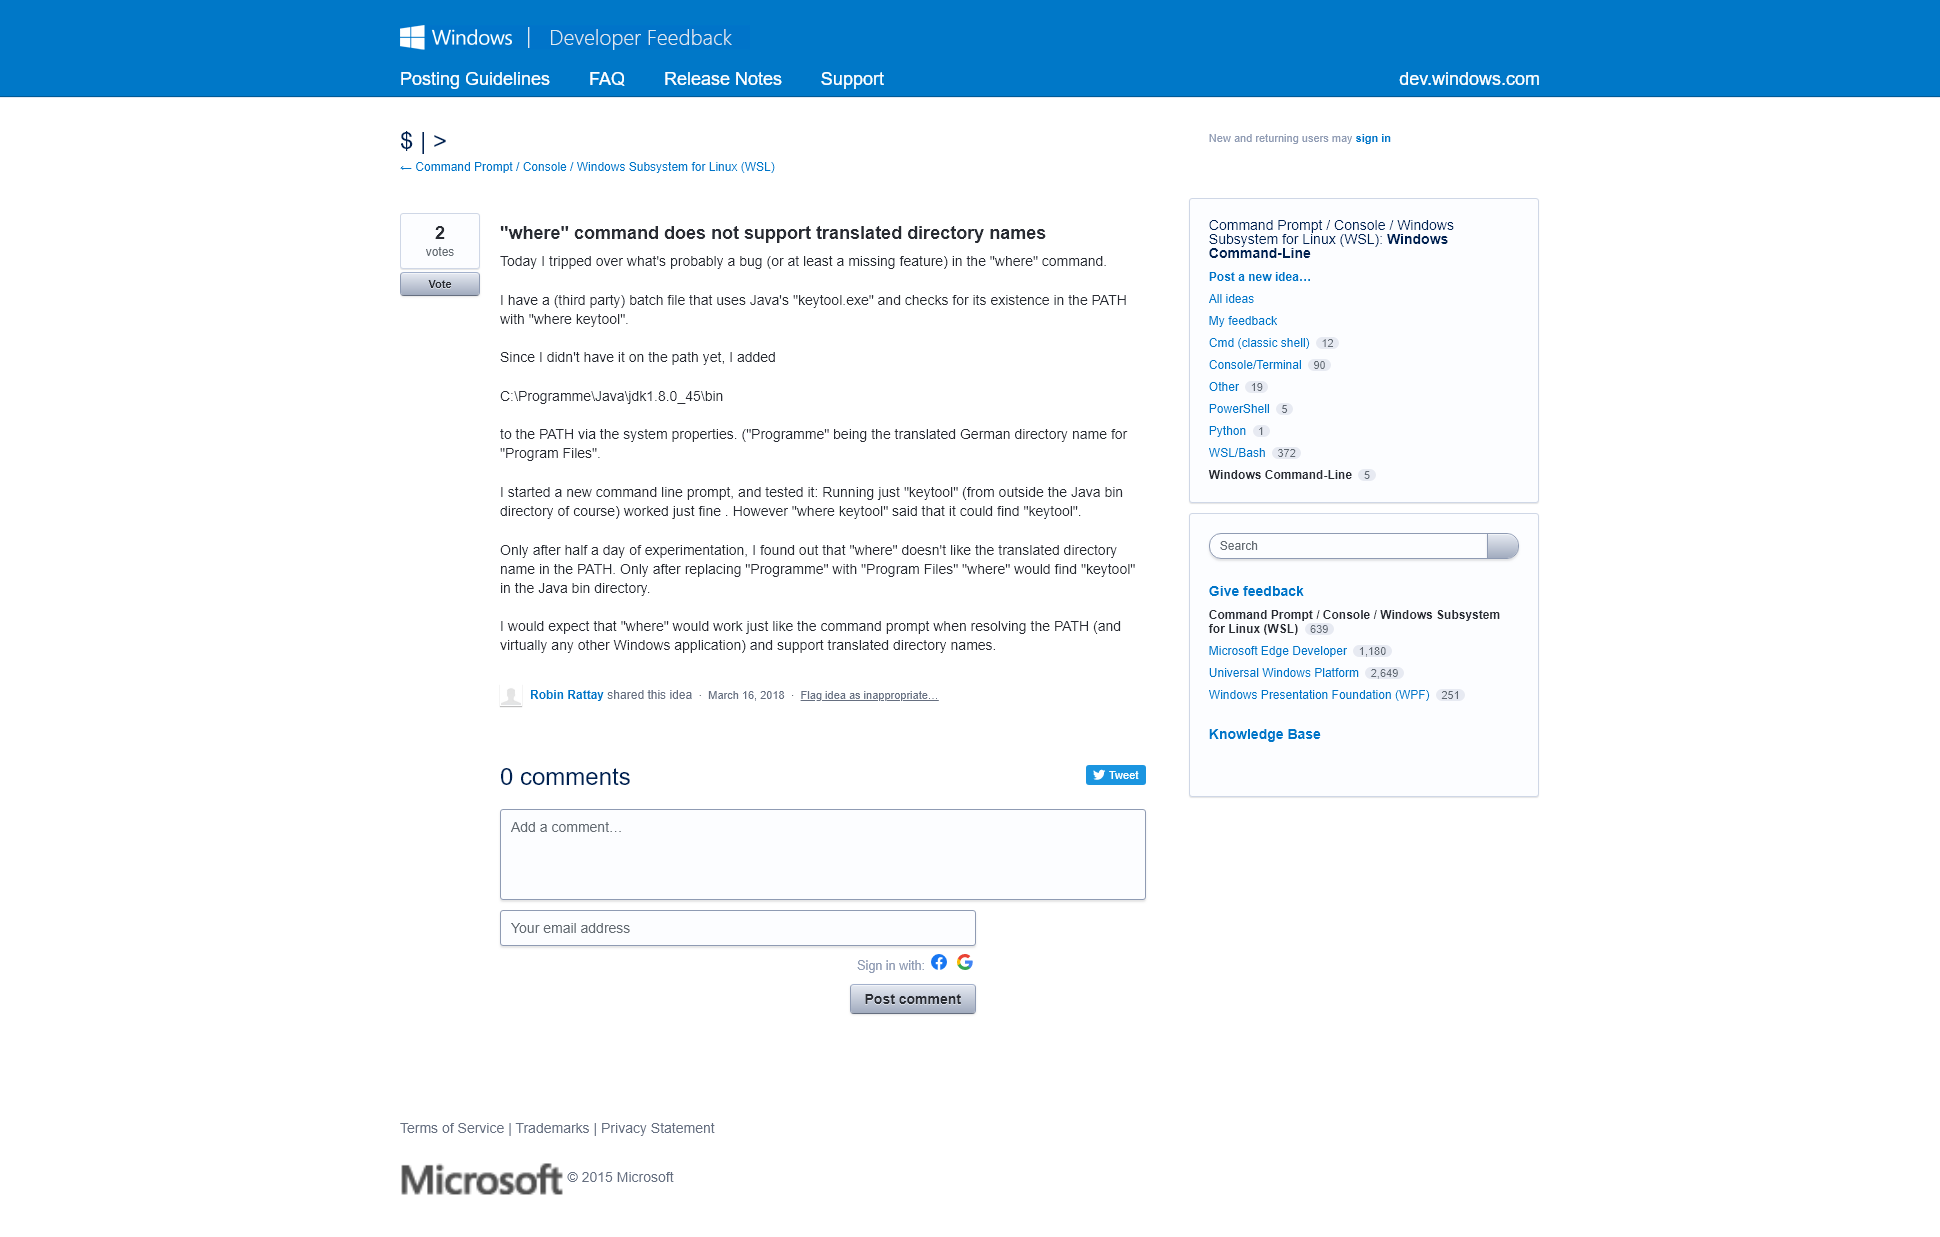 Windows | Developer Feedback
Posting Guidelines FAQ Release Notes Support dev.windows.com
$ | >
← Command Prompt / Console / Windows Subsystem for Linux (WSL)
New and returning users may sign in
2
votes
Vote
"where" command does not support translated directory names
Today I tripped over what's probably a bug (or at least a missing feature) in the "where" command.
I have a (third party) batch file that uses Java's "keytool.exe" and checks for its existence in the PATH
with "where keytool".
Since I didn't have it on the path yet, I added
C:\Programme\Java\jdk1.8.0_45\bin
to the PATH via the system properties. ("Programme" being the translated German directory name for
"Program Files".
I started a new command line prompt, and tested it: Running just "keytool" (from outside the Java bin
directory of course) worked just fine . However "where keytool" said that it could find "keytool".
Only after half a day of experimentation, I found out that "where" doesn't like the translated directory
name in the PATH. Only after replacing "Programme" with "Program Files" "where" would find "keytool"
in the Java bin directory.
I would expect that "where" would work just like the command prompt when resolving the PATH (and
virtually any other Windows application) and support translated directory names.
Robin Rattay shared this idea · March 16, 2018 · Flag idea as inappropriate…
0 comments
Tweet
Add a comment…
Your email address
Sign in with:
Post comment
Command Prompt / Console / Windows
Subsystem for Linux (WSL): Windows
Command-Line
Post a new idea…
All ideas
My feedback
Cmd (classic shell) 12
Console/Terminal 90
Other 19
PowerShell 5
Python 1
WSL/Bash 372
Windows Command-Line 5
Search
Give feedback
Command Prompt / Console / Windows Subsystem
for Linux (WSL) 639
Microsoft Edge Developer 1,180
Universal Windows Platform 2,649
Windows Presentation Foundation (WPF) 251
Knowledge Base
Terms of Service | Trademarks | Privacy Statement
Microsoft © 2015 Microsoft